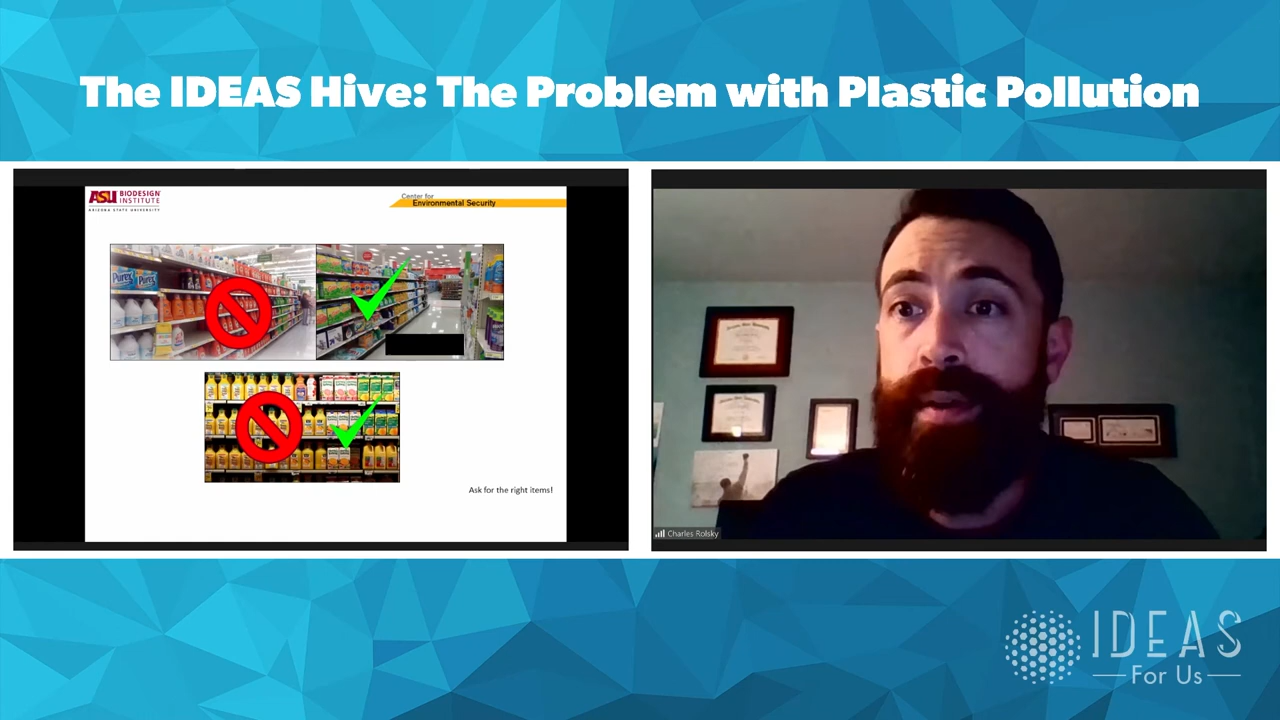 The IDEAS Hive: The Problem with Plastic Pollution
ASU BIODESIGN
INSTITUTE
ARIZONA STATE UNIVERSITY
Center for
Environmental Security
Purex
Ask for the right items!
Charles Rolsky
IDEAS
For Us